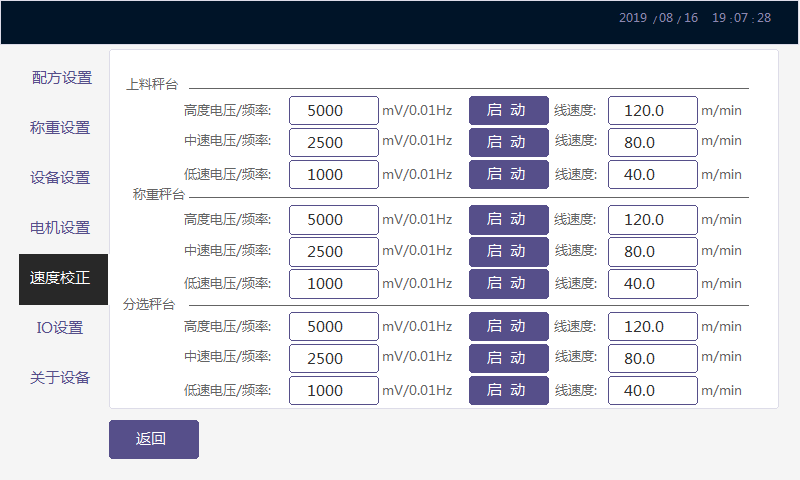 2019 / 08 / 16 19 : 07 : 28
配方设置
称重设置
设备设置
电机设置
速度校正
IO设置
关于设备
上料秤台
高度电压/频率: 5000 mV/0.01Hz 启 动 线速度: 120.0 m/min
中速电压/频率: 2500 mV/0.01Hz 启 动 线速度: 80.0 m/min
低速电压/频率: 1000 mV/0.01Hz 启 动 线速度: 40.0 m/min
称重秤台
高度电压/频率: 5000 mV/0.01Hz 启 动 线速度: 120.0 m/min
中速电压/频率: 2500 mV/0.01Hz 启 动 线速度: 80.0 m/min
低速电压/频率: 1000 mV/0.01Hz 启 动 线速度: 40.0 m/min
分选秤台
高度电压/频率: 5000 mV/0.01Hz 启 动 线速度: 120.0 m/min
中速电压/频率: 2500 mV/0.01Hz 启 动 线速度: 80.0 m/min
低速电压/频率: 1000 mV/0.01Hz 启 动 线速度: 40.0 m/min
返回